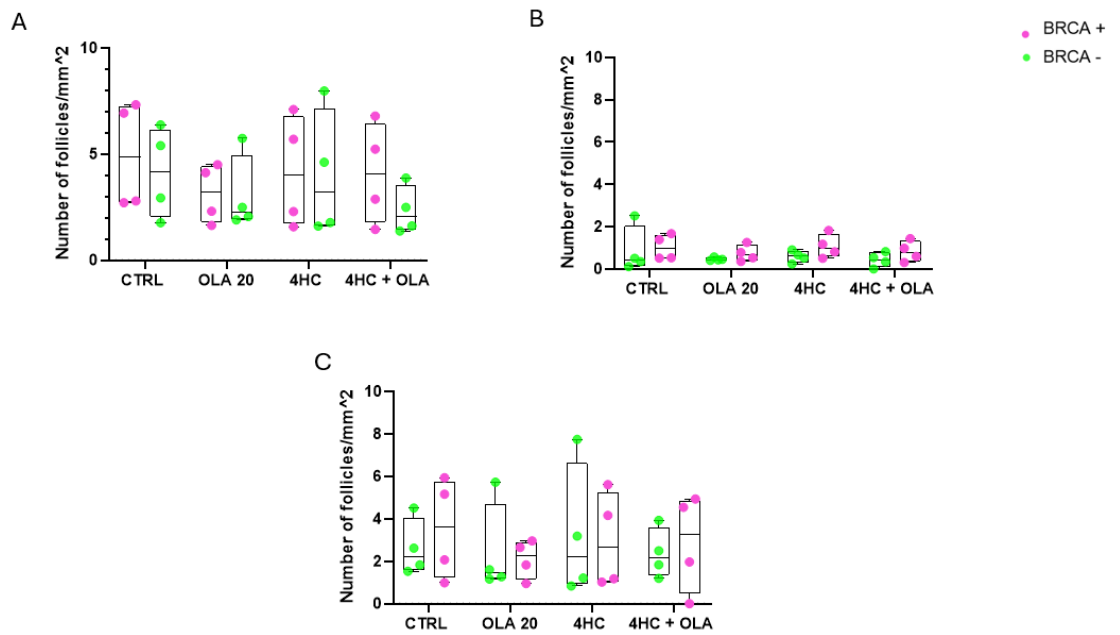 A
Number of follicles/mm^2
10
5
0
CTRL OLA 20 4HC 4HC + OLA
B
Number of follicles/mm^2
10
8
6
4
2
0
CTRL OLA 20 4HC 4HC + OLA
BRCA +
BRCA -
C
Number of follicles/mm^2
10
8
6
4
2
0
CTRL OLA 20 4HC 4HC + OLA